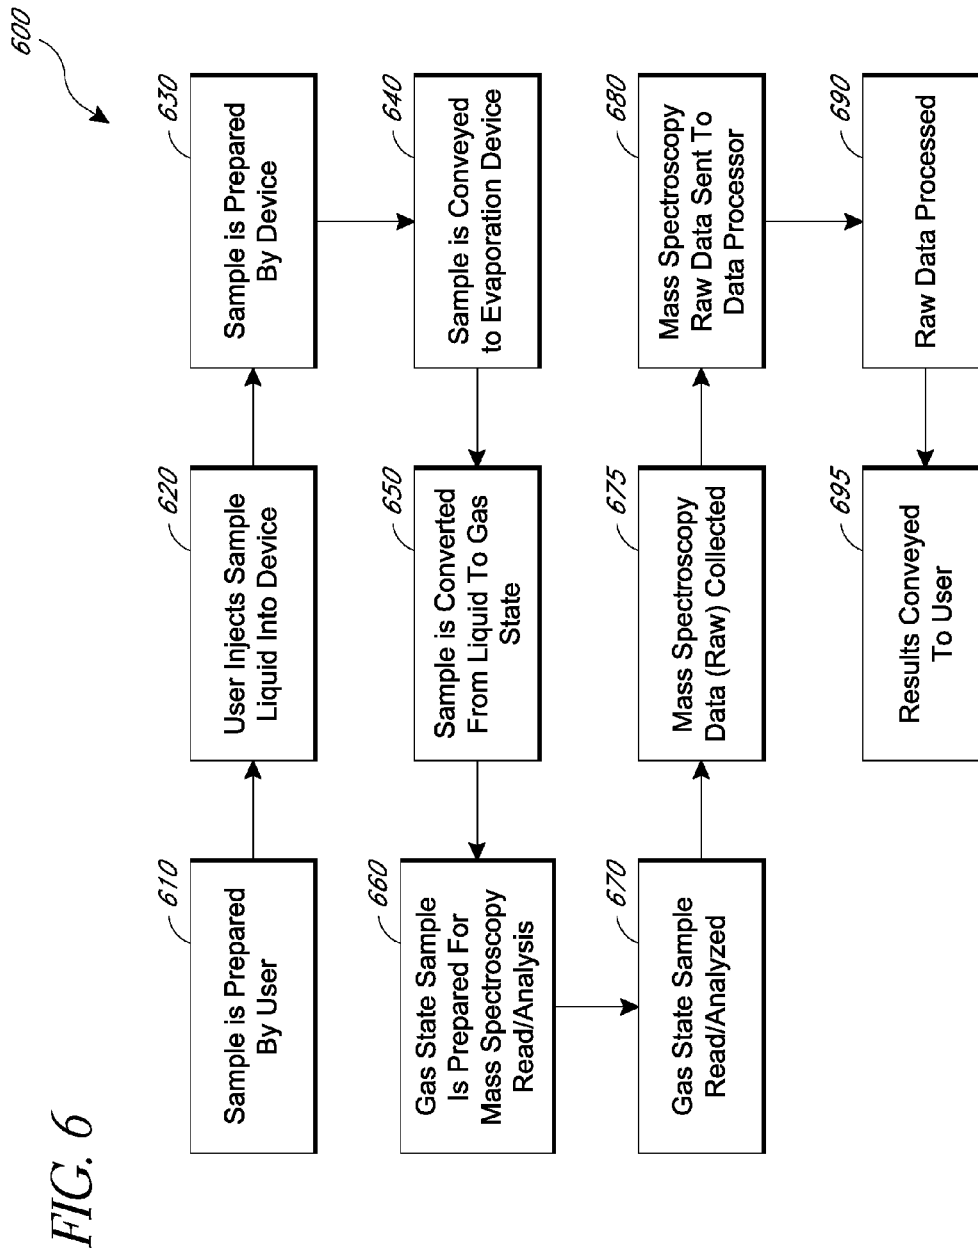 FIG. 6
600
610
Sample is Prepared
By User
620
User Injects Sample
Liquid Into Device
630
Sample is Prepared
By Device
640
Sample is Conveyed
to Evaporation Device
650
Sample is Converted
From Liquid To Gas
State
660
Gas State Sample
Is Prepared For
Mass Spectroscopy
Read/Analysis
670
Gas State Sample
Read/Analyzed
675
Mass Spectroscopy
Data (Raw) Collected
680
Mass Spectroscopy
Raw Data Sent To
Data Processor
690
Raw Data Processed
695
Results Conveyed
To User